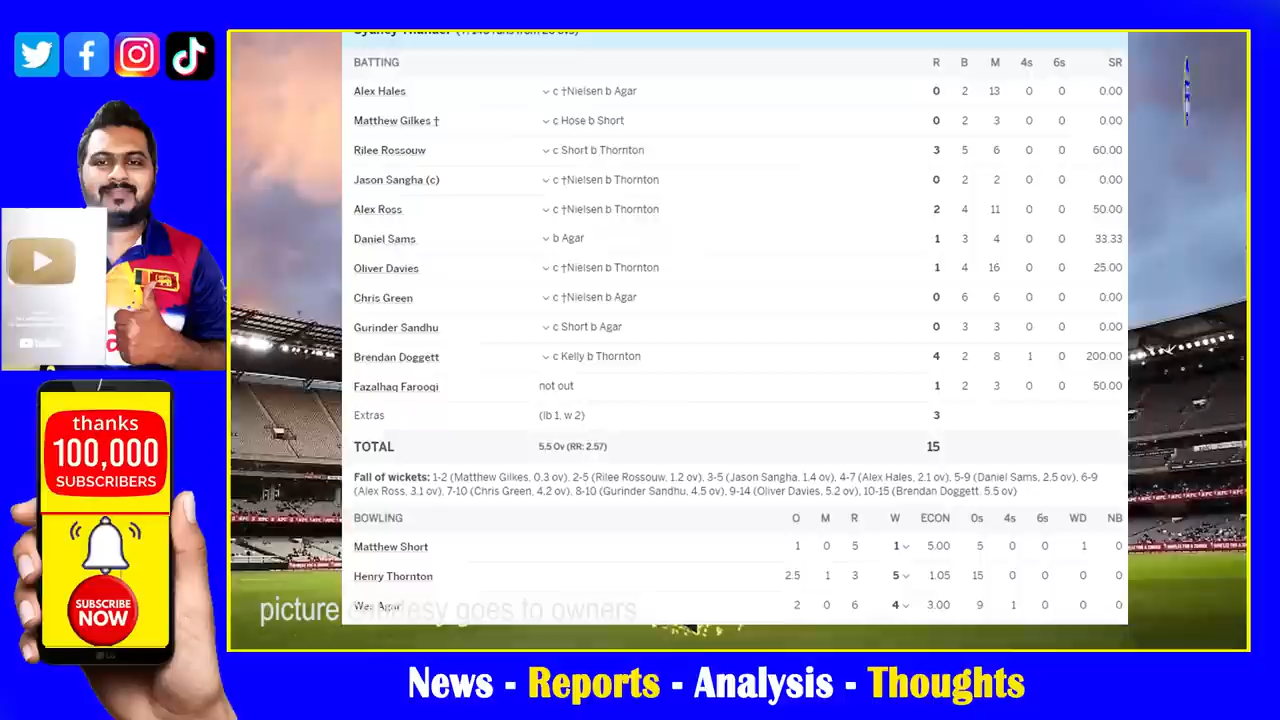 BATTING R B M 4s 6s SR
Alex Hales c †Nielsen b Agar 0 2 13 0 0 0.00
Matthew Gilkes † c Hose b Short 0 2 3 0 0 0.00
Rilee Rossouw c Short b Thornton 3 5 6 0 0 60.00
Jason Sangha (c) c †Nielsen b Thornton 0 2 2 0 0 0.00
Alex Ross c †Nielsen b Thornton 2 4 11 0 0 50.00
Daniel Sams b Agar 1 3 4 0 0 33.33
Oliver Davies c †Nielsen b Thornton 1 4 16 0 0 25.00
Chris Green c †Nielsen b Agar 0 6 6 0 0 0.00
Gurinder Sandhu c Short b Agar 0 3 3 0 0 0.00
Brendan Doggett c Kelly b Thornton 4 2 8 1 0 200.00
Fazalhaq Farooqi not out 1 2 3 0 0 50.00
Extras (lb 1, w 2) 3
TOTAL 5.5 Ov (RR: 2.57) 15
Fall of wickets: 1-2 (Matthew Gilkes, 0.3 ov), 2-5 (Rilee Rossouw, 1.2 ov), 3-5 (Jason Sangha, 1.4 ov), 4-7 (Alex Hales, 2.1 ov), 5-9 (Daniel Sams, 2.5 ov), 6-9
(Alex Ross, 3.1 ov), 7-10 (Chris Green, 4.2 ov), 8-10 (Gurinder Sandhu, 4.5 ov), 9-14 (Oliver Davies, 5.2 ov), 10-15 (Brendan Doggett, 5.5 ov)
BOWLING O M R W ECON 0s 4s 6s WD NB
Matthew Short 1 0 5 1 5.00 5 0 0 1 0
Henry Thornton 2.5 1 3 5 1.05 15 0 0 0 0
Wes Agar 2 0 6 4 3.00 9 1 0 0 0
picture courtesy goes to owners
thanks
100,000
SUBSCRIBERS
SUBSCRIBE
NOW
News - Reports - Analysis - Thoughts